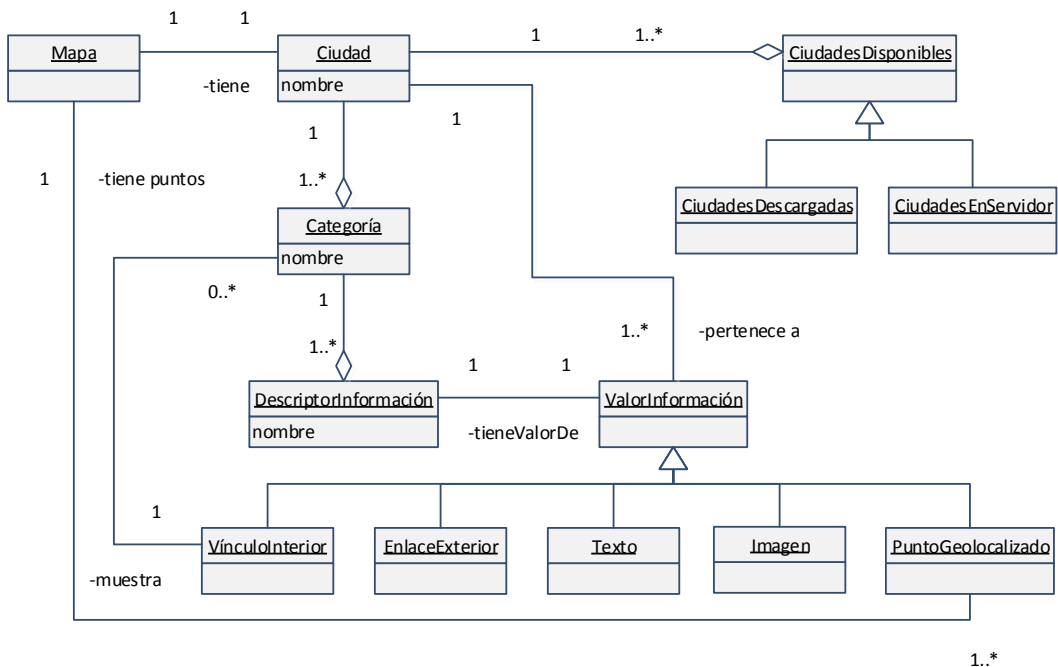 1
1
1
1..*
Mapa
Ciudad
CiudadesDisponibles
-tiene
nombre
1
1
1
-tiene puntos
1..*
CiudadesDescargadas
CiudadesEnServidor
Categoría
nombre
0..*
1
1..*
1..*
-pertenece a
1
1
DescriptorInformación
ValorInformación
nombre
-tieneValorDe
1
VínculoInterior
EnlaceExterior
Texto
Imagen
PuntoGeolocalizado
-muestra
1..*